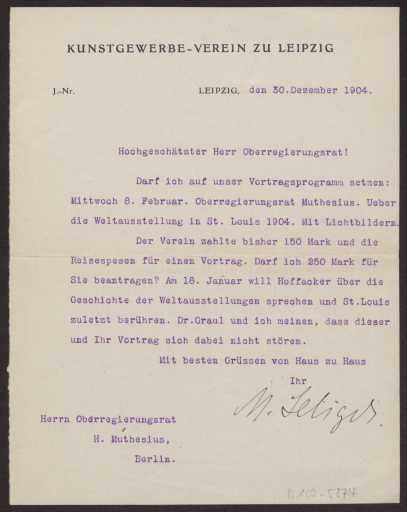 KUNSTGEWERBE-VEREIN ZU LEIPZIG
J.-Nr.
LEIPZIG, den 30.Dezember 1904.
Hochgeschätzter Herr Oberregierungsrat!
Darf ich auf unser Vortragsprogramm setzen:
Mittwoch 8. Februar. Oberregierungsrat Muthesius. Ueber
die Weltausstellung in St. Louis 1904. Mit Lichtbildern.
Der Verein zahlte bisher 150 Mark und die
Reisespesen für einen Vortrag. Darf ich 250 Mark für
Sie beantragen? Am 18. Januar will Hoffacker über die
Geschichte der Weltausstellungen sprechen und St.Louis
zuletzt berühren. Dr.Graul und ich meinen, dass dieser
und Ihr Vortrag sich dabei nicht stören.
Mit besten Grüssen von Haus zu Haus
Ihr
M. Seliger.
Herrn Oberregierungsrat
H. Muthesius,
Berlin.